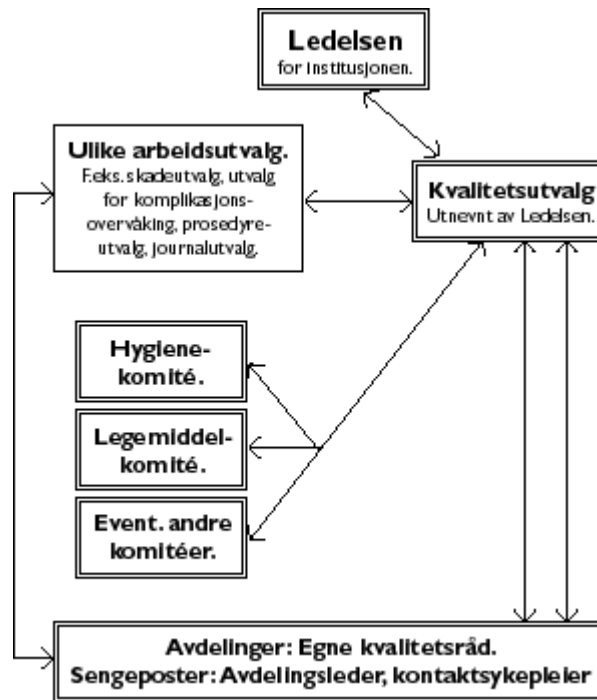 Ledelsen
for institusjonen.
Ulike arbeidsutvalg.
F.eks. skadeutvalg, utvalg
for komplikasjons-
overvåking, prosedyre-
utvalg, journalutvalg.
Kvalitetsutvalg
Utnevnt av Ledelsen.
Hygiene-
komité.
Legemiddel-
komité.
Event. andre
komitéer.
Avdelinger: Egne kvalitetsråd.
Sengeposter: Avdelingsleder, kontaktsykepleier